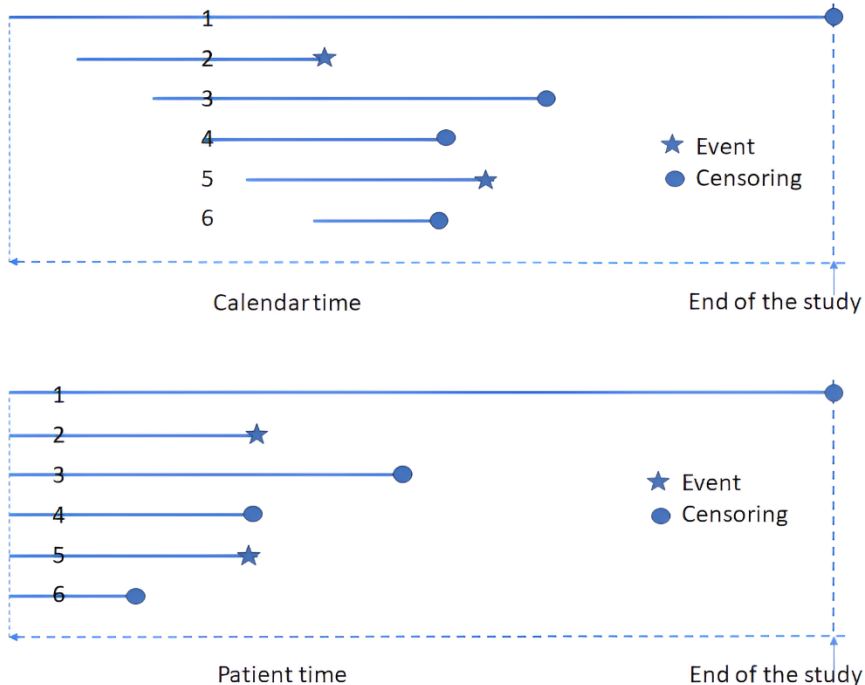 1
2
3
4
5
6
Event
Censoring
Calendar time
End of the study
1
2
3
4
5
6
Event
Censoring
Patient time
End of the study